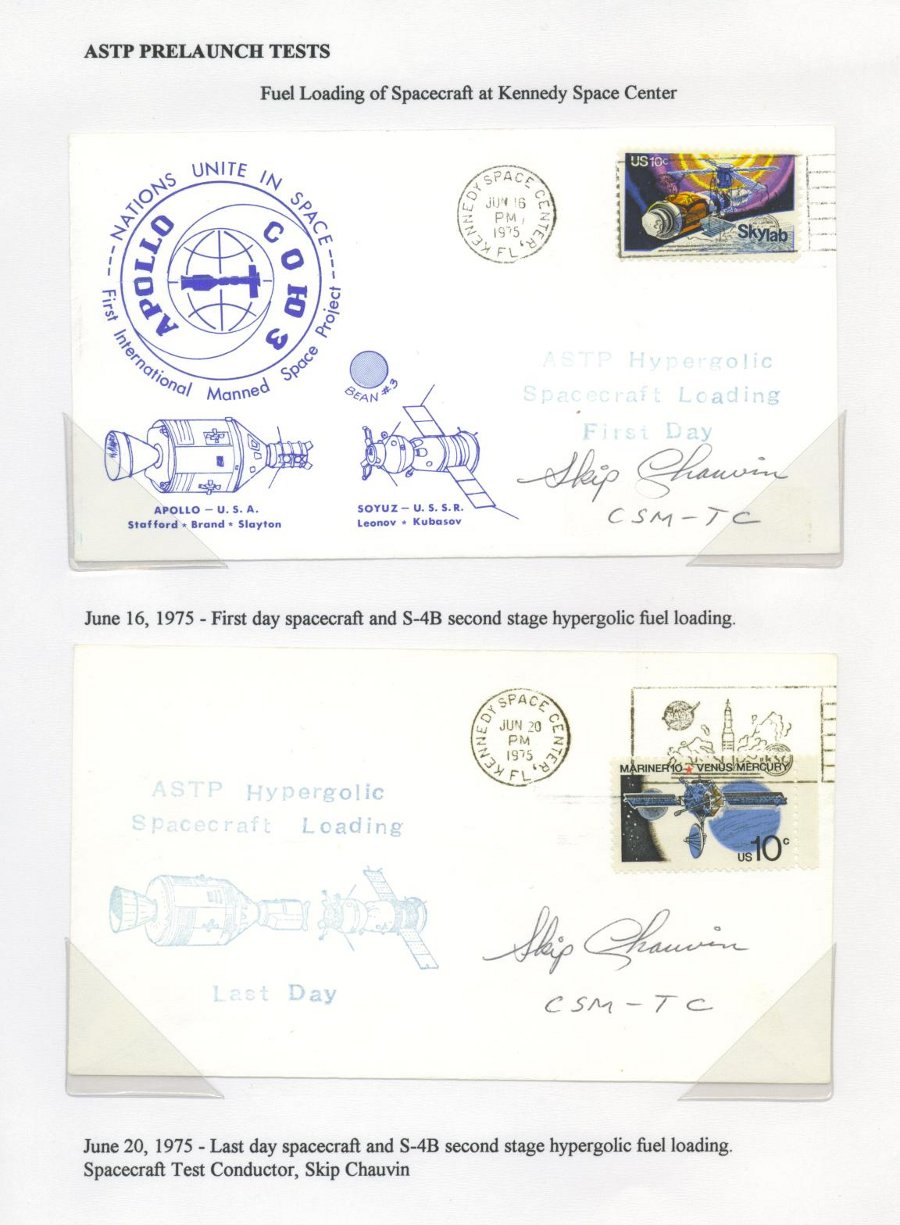 ASTP PRELAUNCH TESTS
Fuel Loading of Spacecraft at Kennedy Space Center
---NATIONS UNITE IN SPACE---
APOLLO
СОЮЗ
First International Manned Space Project
KENNEDY SPACE CENTER,
JUN 16
PM
1975
FL
US 10c
Skylab
BEAN #3
ASTP Hypergolic
Spacecraft Loading
First Day
Skip Chauvin
CSM-TC
APOLLO – U.S.A.
Stafford ★ Brand ★ Slayton
SOYUZ – U.S.S.R.
Leonov ★ Kubasov
June 16, 1975 - First day spacecraft and S-4B second stage hypergolic fuel loading.
KENNEDY SPACE CENTER,
JUN 20
PM
1975
FL
MARINER 10 ★ VENUS/MERCURY
US 10c
ASTP Hypergolic
Spacecraft Loading
Last Day
Skip Chauvin
CSM-TC
June 20, 1975 - Last day spacecraft and S-4B second stage hypergolic fuel loading.
Spacecraft Test Conductor, Skip Chauvin